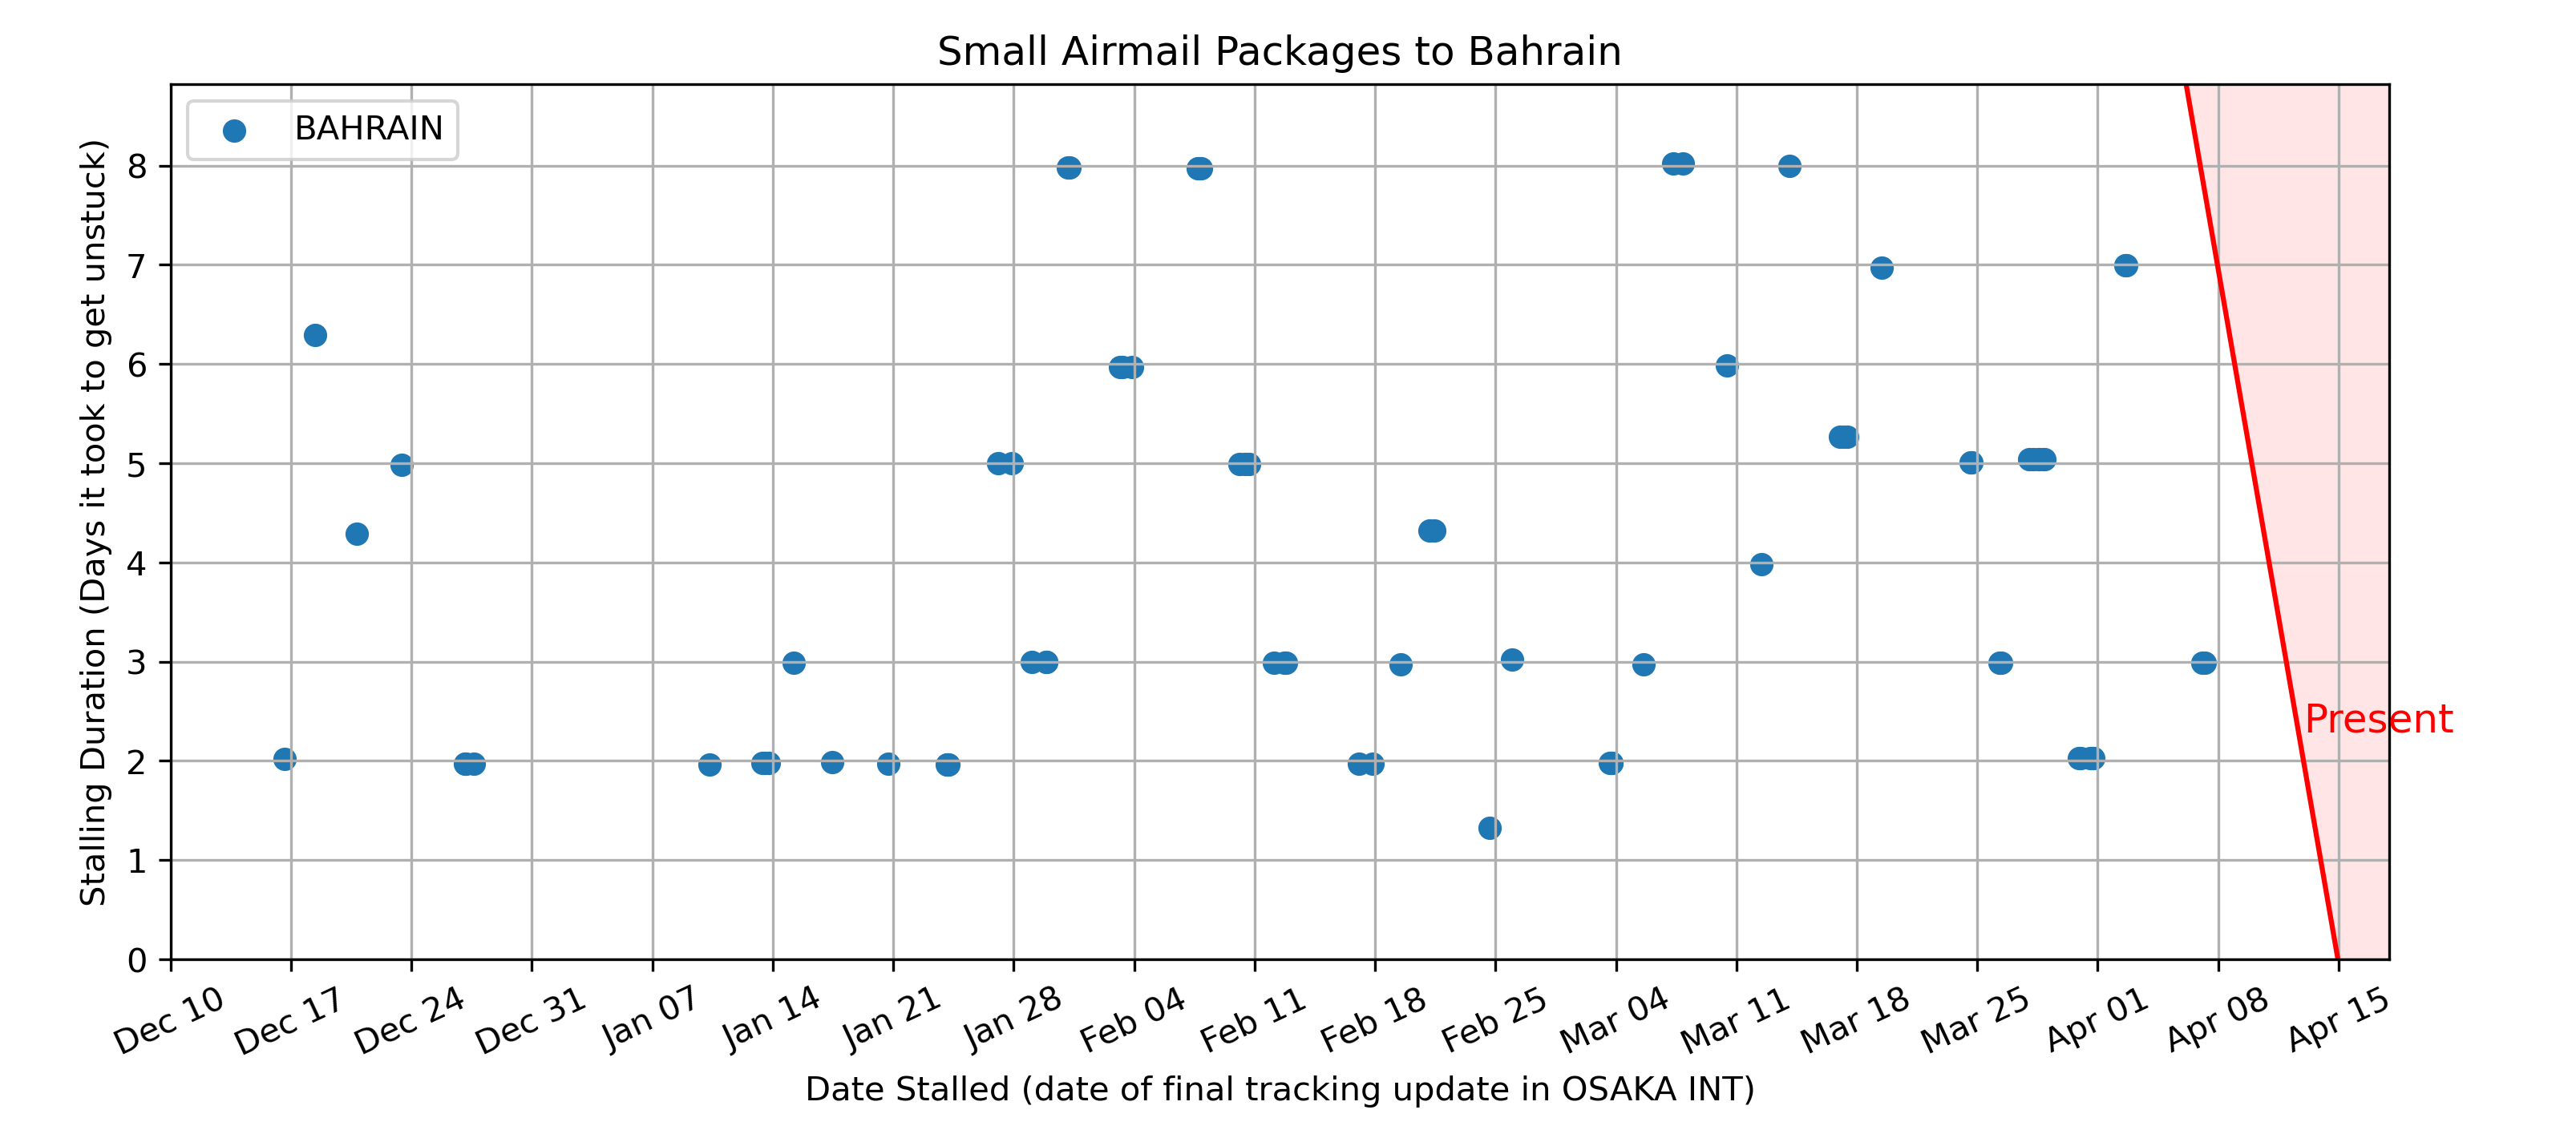 Small Airmail Packages to Bahrain
BAHRAIN
Stalling Duration (Days it took to get unstuck)
8
7
6
5
4
3
2
1
0
Present
Dec 10
Dec 17
Dec 24
Dec 31
Jan 07
Jan 14
Jan 21
Jan 28
Feb 04
Feb 11
Feb 18
Feb 25
Mar 04
Mar 11
Mar 18
Mar 25
Apr 01
Apr 08
Apr 15
Date Stalled (date of final tracking update in OSAKA INT)